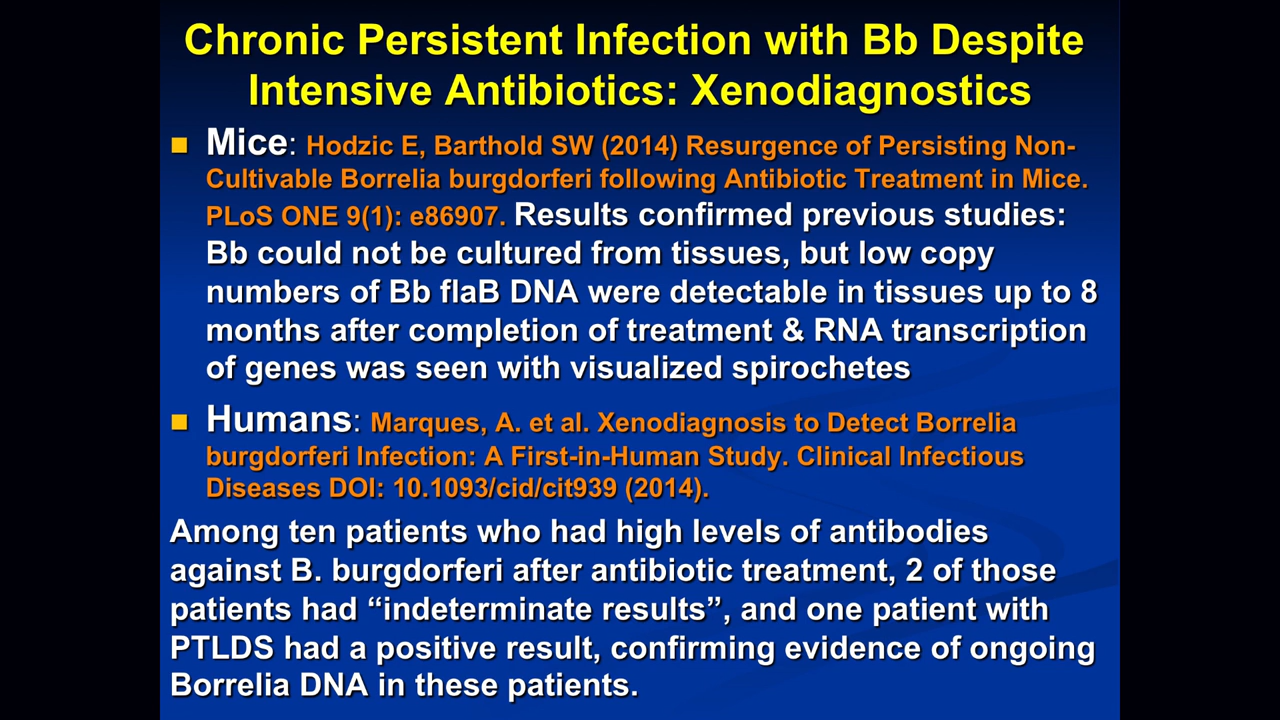 Chronic Persistent Infection with Bb Despite
Intensive Antibiotics: Xenodiagnostics
Mice: Hodzic E, Barthold SW (2014) Resurgence of Persisting Non-
Cultivable Borrelia burgdorferi following Antibiotic Treatment in Mice.
PLoS ONE 9(1): e86907. Results confirmed previous studies:
Bb could not be cultured from tissues, but low copy
numbers of Bb flaB DNA were detectable in tissues up to 8
months after completion of treatment & RNA transcription
of genes was seen with visualized spirochetes
Humans: Marques, A. et al. Xenodiagnosis to Detect Borrelia
burgdorferi Infection: A First-in-Human Study. Clinical Infectious
Diseases DOI: 10.1093/cid/cit939 (2014).
Among ten patients who had high levels of antibodies
against B. burgdorferi after antibiotic treatment, 2 of those
patients had “indeterminate results”, and one patient with
PTLDS had a positive result, confirming evidence of ongoing
Borrelia DNA in these patients.